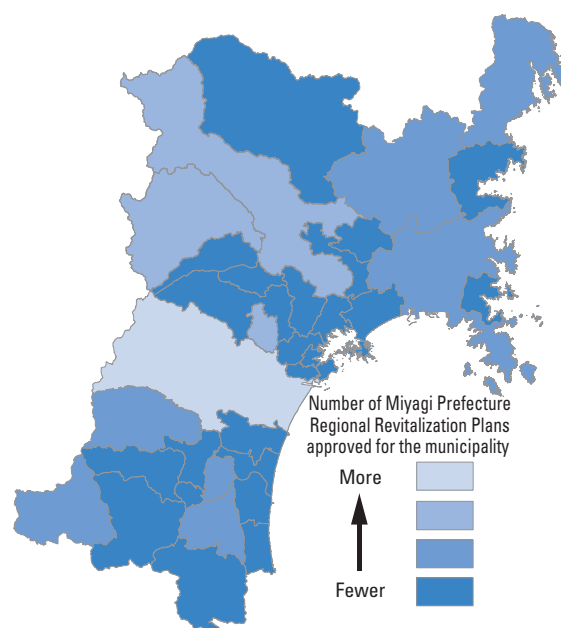 Number of Miyagi Prefecture
Regional Revitalization Plans
approved for the municipality
More
Fewer